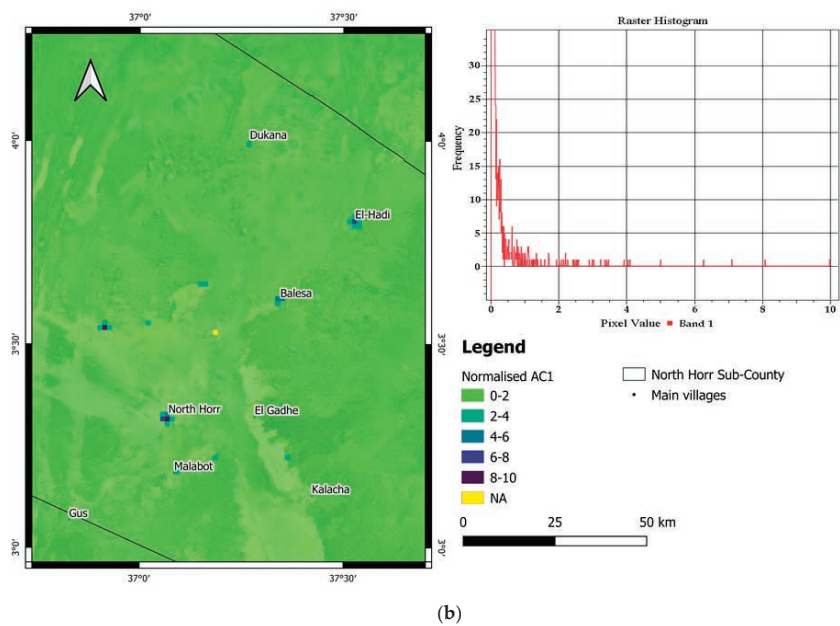 37°0'
37°30'
4°0'
3°30'
3°0'
Dukana
El-Hadi
Balesa
North Horr
El Gadhe
Malabot
Kalacha
Gus
4°0'
3°30'
3°0'
37°0'
37°30'
Raster Histogram
Frequency
35
30
25
20
15
10
5
0
0
2
4
6
8
10
Pixel Value
Band 1
Legend
Normalised AC1
0-2
2-4
4-6
6-8
8-10
NA
North Horr Sub-County
Main villages
0
25
50 km
(b)